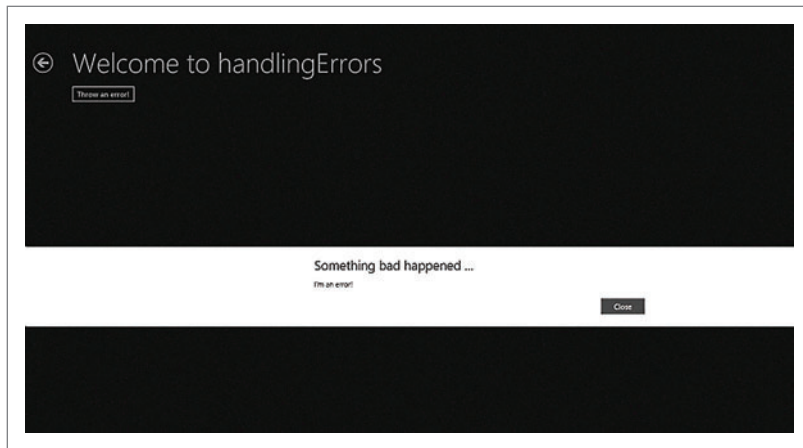 Welcome to handlingErrors
Throw an error!
Something bad happened ...
I'm an error!
Close